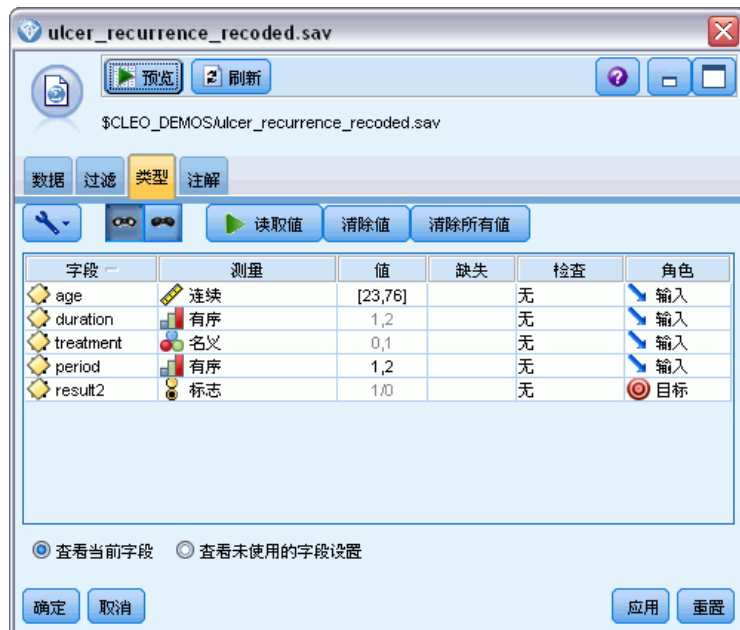 ulcer_recurrence_recoded.sav
预览 刷新
$CLEO_DEMOS/ulcer_recurrence_recoded.sav
数据 过滤 类型 注解
读取值 清除值 清除所有值
字段 测量 值 缺失 检查 角色
age 连续 [23,76] 无 输入
duration 有序 1,2 无 输入
treatment 名义 0,1 无 输入
period 有序 1,2 无 输入
result2 标志 1/0 无 目标
查看当前字段 查看未使用的字段设置
确定 取消 应用 重置